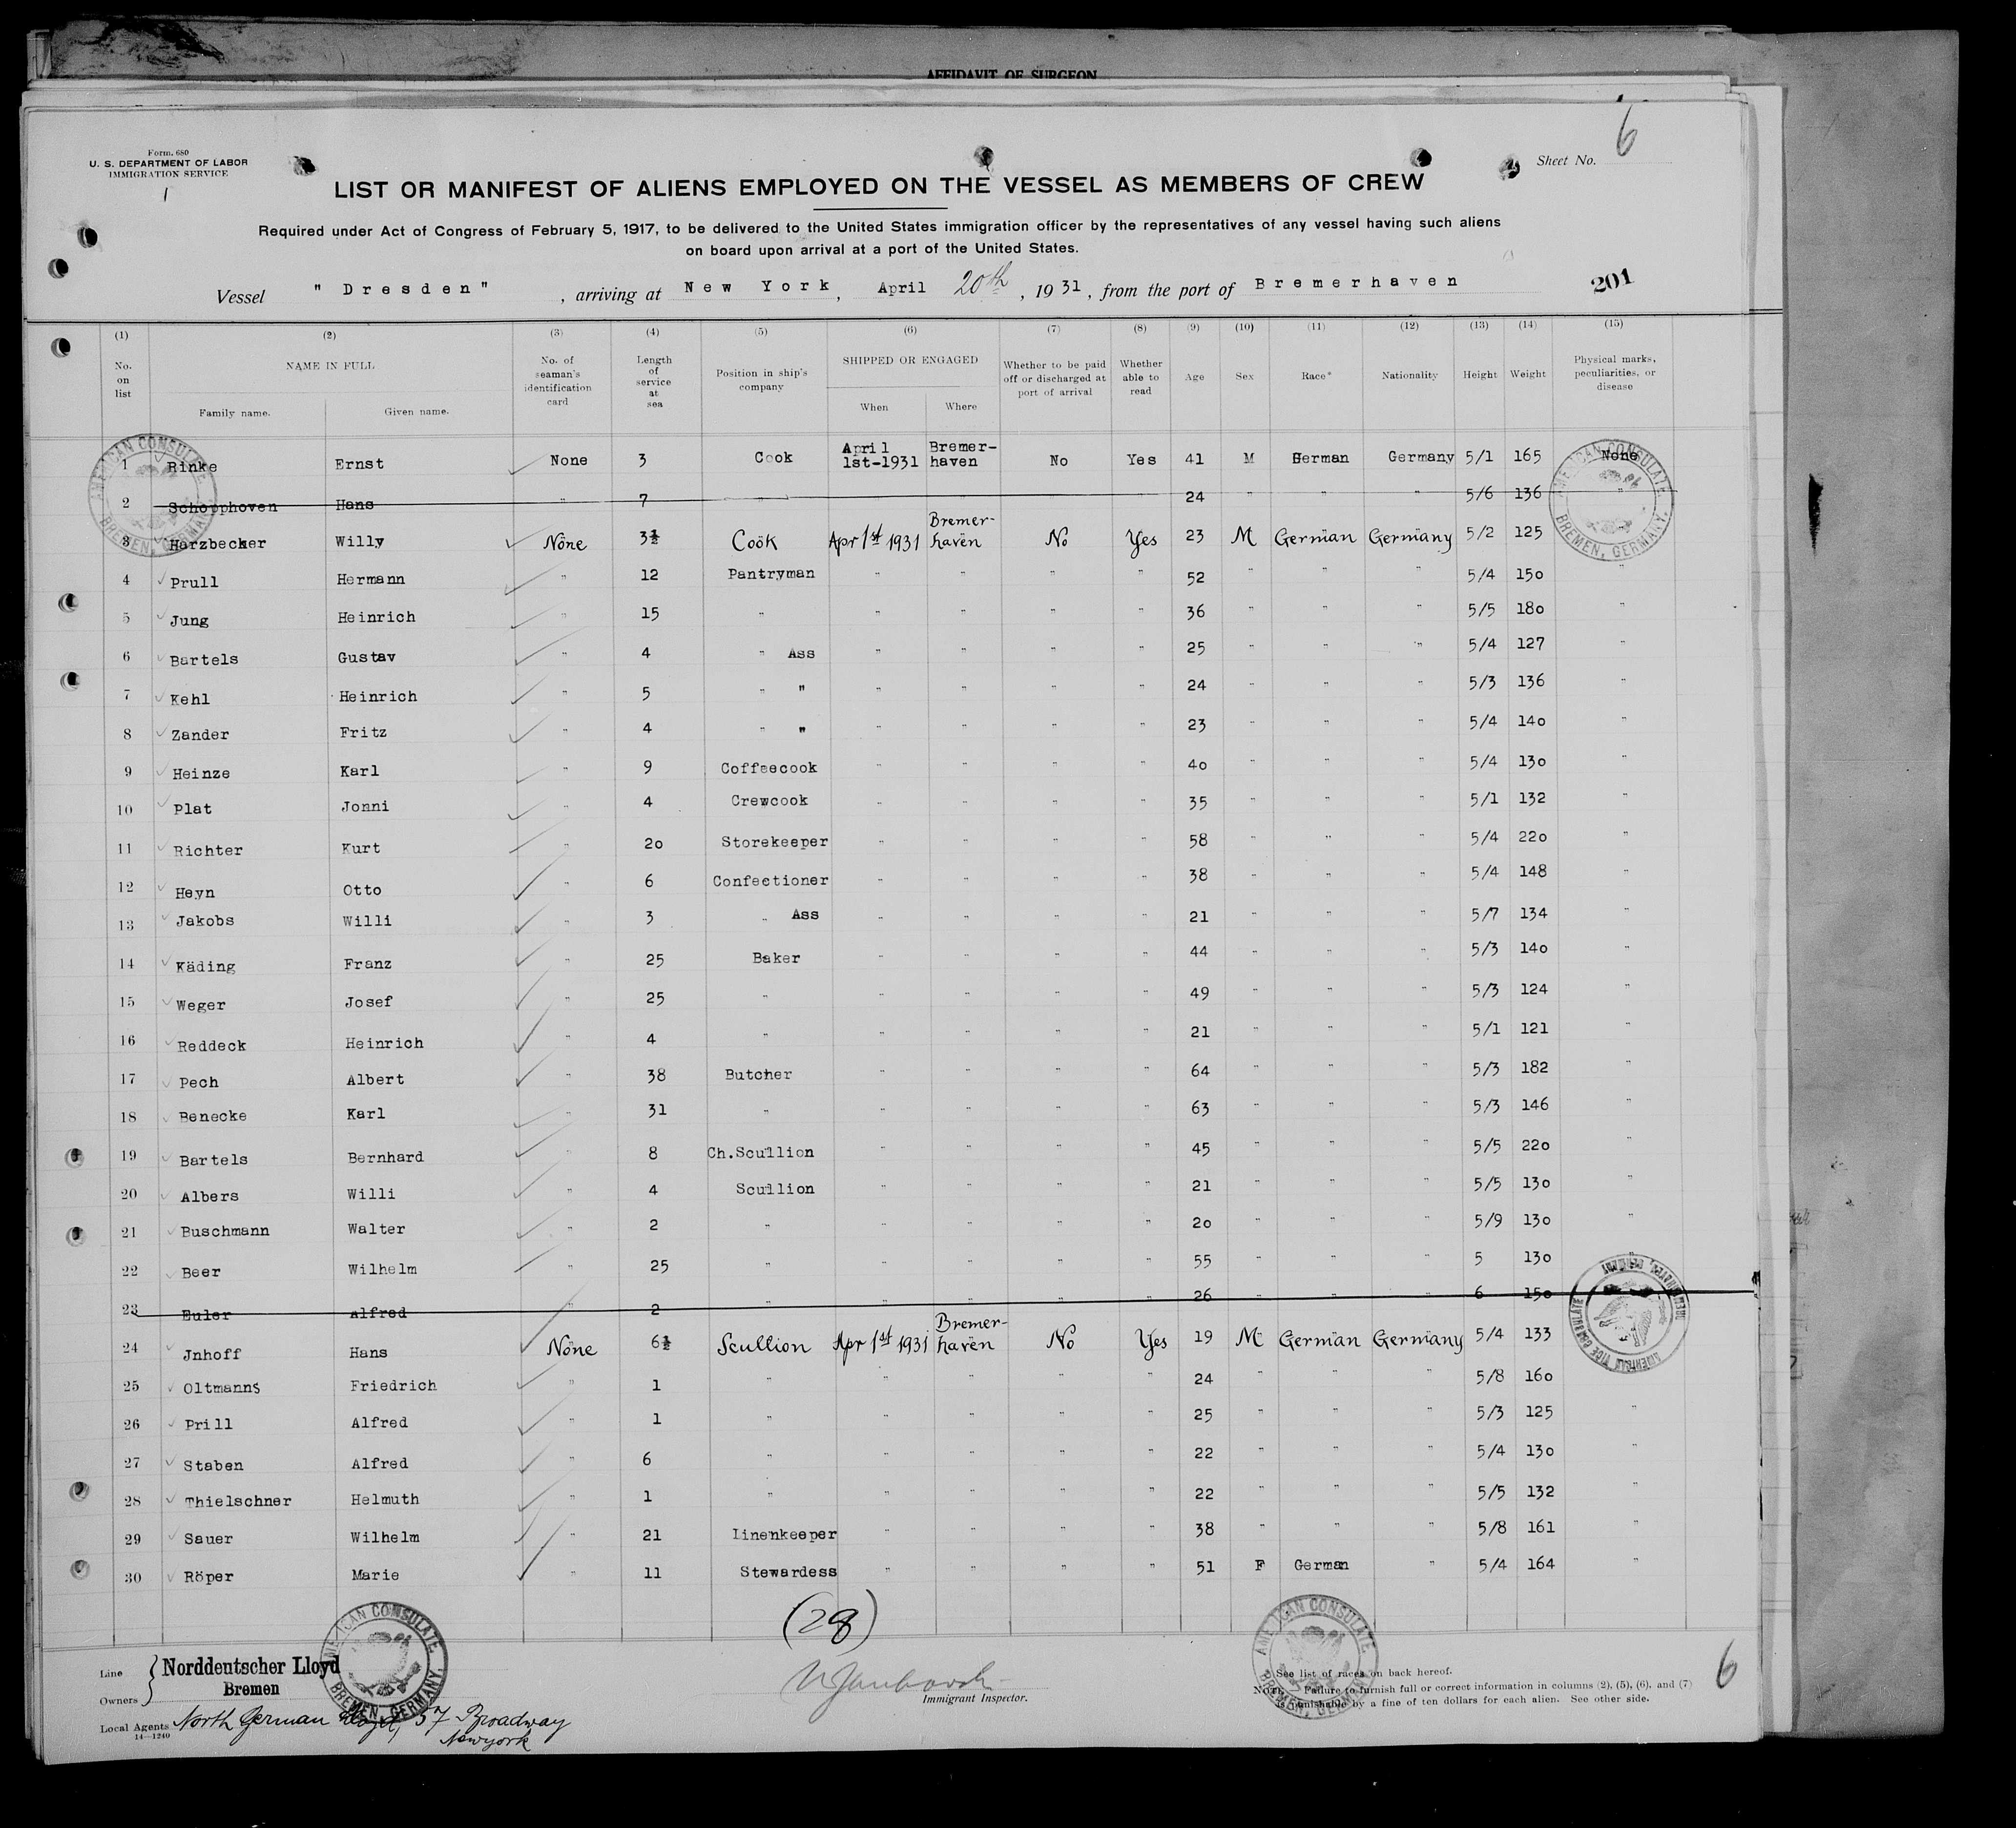 AFFIDAVIT OF SURGEON
6
Form. 680
U. S. DEPARTMENT OF LABOR
IMMIGRATION SERVICE
Sheet No.
LIST OR MANIFEST OF ALIENS EMPLOYED ON THE VESSEL AS MEMBERS OF CREW
Required under Act of Congress of February 5, 1917, to be delivered to the United States immigration officer by the representatives of any vessel having such aliens
on board upon arrival at a port of the United States.
Vessel "Dresden", arriving at New York, April 20th, 1931, from the port of Bremerhaven 201
(1) (2) (3) (4) (5) (6) (7) (8) (9) (10) (11) (12) (13) (14) (15)
No. on list NAME IN FULL Family name. Given name. No. of seaman's identification card Length of service at sea Position in ship's company SHIPPED OR ENGAGED When Where Whether to be paid off or discharged at port of arrival Whether able to read Age Sex Race* Nationality Height Weight Physical marks, peculiarities, or disease
1 Rinke Ernst None 3 Cook April 1st-1931 Bremer-haven No Yes 41 M German Germany 5/1 165 None
2 Schopphoven Hans " 7 " " " " " 24 " " " 5/6 136 "
3 Harzbecker Willy None 3½ Cook Apr 1st 1931 Bremer-haven No Yes 23 M German Germany 5/2 125
4 Prull Hermann " 12 Pantryman " " " " 52 " " " 5/4 150 "
5 Jung Heinrich " 15 " " " " " 36 " " " 5/5 180 "
6 Bartels Gustav " 4 " Ass " " " " 25 " " " 5/4 127 "
7 Kehl Heinrich " 5 " " " " " " 24 " " " 5/3 136 "
8 Zander Fritz " 4 " " " " " " 23 " " " 5/4 140 "
9 Heinze Karl " 9 Coffeecook " " " " 40 " " " 5/4 130 "
10 Plat Jonni " 4 Crewcook " " " " 35 " " " 5/1 132 "
11 Richter Kurt " 20 Storekeeper " " " " 58 " " " 5/4 220 "
12 Heyn Otto " 6 Confectioner " " " " 38 " " " 5/4 148 "
13 Jakobs Willi " 3 " Ass " " " " 21 " " " 5/7 134 "
14 Käding Franz " 25 Baker " " " " 44 " " " 5/3 140 "
15 Weger Josef " 25 " " " " " 49 " " " 5/3 124 "
16 Reddeck Heinrich " 4 " " " " " 21 " " " 5/1 121 "
17 Pech Albert " 38 Butcher " " " " 64 " " " 5/3 182 "
18 Benecke Karl " 31 " " " " " 63 " " " 5/3 146 "
19 Bartels Bernhard " 8 Ch.Scullion " " " " 45 " " " 5/5 220 "
20 Albers Willi " 4 Scullion " " " " 21 " " " 5/5 130 "
21 Buschmann Walter " 2 " " " " " 20 " " " 5/9 130 "
22 Beer Wilhelm " 25 " " " " " 55 " " " 5 130 "
23 Euler Alfred " 2 " " " " " 26 " " " 6 150
24 Jnhoff Hans None 6½ Scullion Apr 1st 1931 Bremer-haven No Yes 19 M German Germany 5/4 133
25 Oltmanns Friedrich " 1 " " " " " 24 " " " 5/8 160
26 Prill Alfred " 1 " " " " " 25 " " " 5/3 125 "
27 Staben Alfred " 6 " " " " " 22 " " " 5/4 130 "
28 Thielschner Helmuth " 1 " " " " " 22 " " " 5/5 132 "
29 Sauer Wilhelm " 21 Linenkeeper " " " " 38 " " " 5/8 161 "
30 Röper Marie " 11 Stewardess " " " " 51 F German " 5/4 164 "
AMERICAN CONSULATE BREMEN, GERMANY.
AMERICAN CONSULATE BREMEN, GERMANY.
(28)
AMERICAN CONSULATE BREMEN, GERMANY.
AMERICAN CONSULATE BREMEN, GERMANY.
Line Norddeutscher Lloyd
Owners Bremen
Immigrant Inspector.
See list of races on back hereof.
NOTE.—Failure to furnish full or correct information in columns (2), (5), (6), and (7)
is punishable by a fine of ten dollars for each alien. See other side.
6
Local Agents North German Lloyd, 57 Broadway
Newyork
14—1240